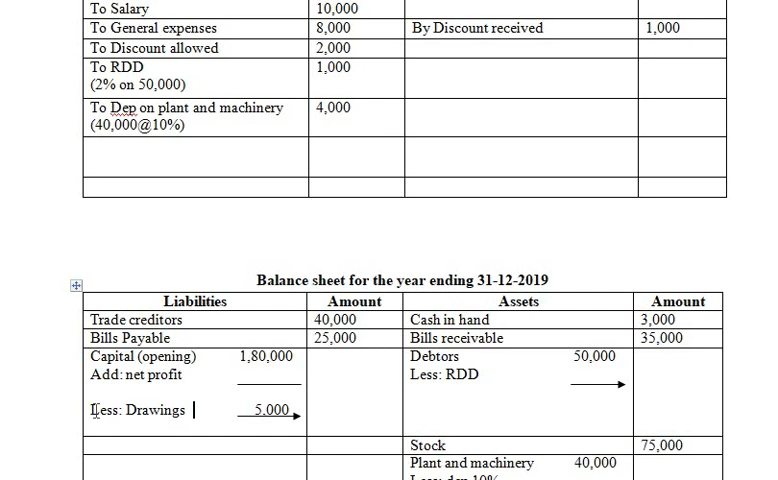 To Salary 10,000
To General expenses 8,000 By Discount received 1,000
To Discount allowed 2,000
To RDD 1,000
(2% on 50,000)
To Dep on plant and machinery 4,000
(40,000@10%)
Balance sheet for the year ending 31-12-2019
Liabilities Amount Assets Amount
Trade creditors 40,000 Cash in hand 3,000
Bills Payable 25,000 Bills receivable 35,000
Capital (opening) 1,80,000 Debtors 50,000
Add: net profit Less: RDD
Less: Drawings 5.000
Stock 75,000
Plant and machinery 40,000
Less: dep 10%